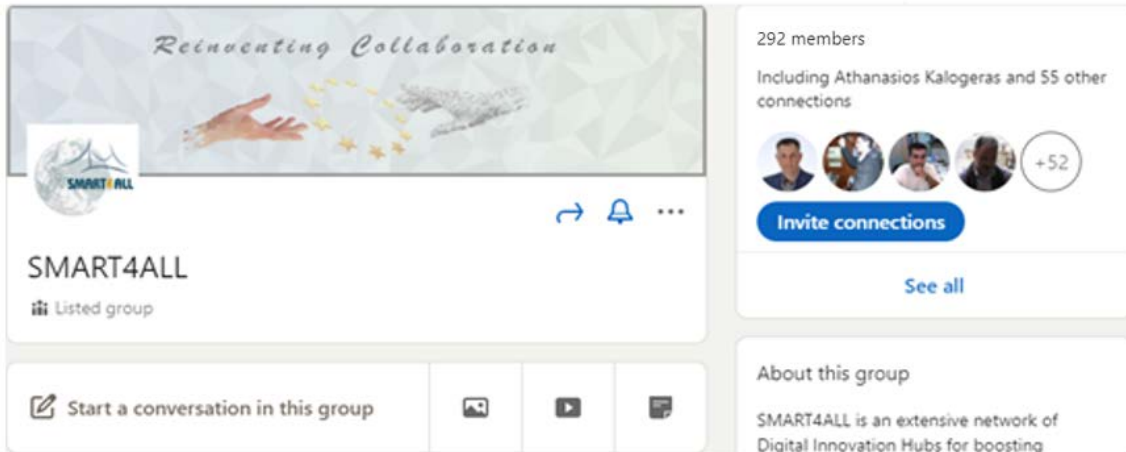 Reinventing Collaboration
SMART4ALL
SMART4ALL
Listed group
Start a conversation in this group
292 members
Including Athanasios Kalogeras and 55 other
connections
+52
Invite connections
See all
About this group
SMART4ALL is an extensive network of
Digital Innovation Hubs for boosting